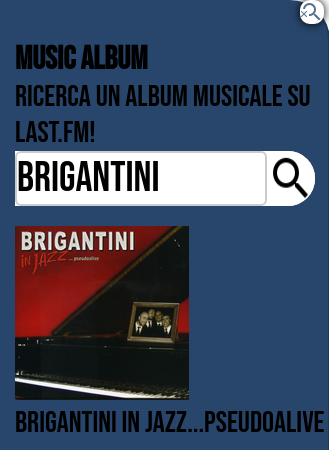 MUSIC ALBUM
RICERCA UN ALBUM MUSICALE SU
LAST.FM!
BRIGANTINI
BRIGANTINI
in JAZZ ... pseudoalive
BRIGANTINI IN JAZZ...PSEUDOALIVE